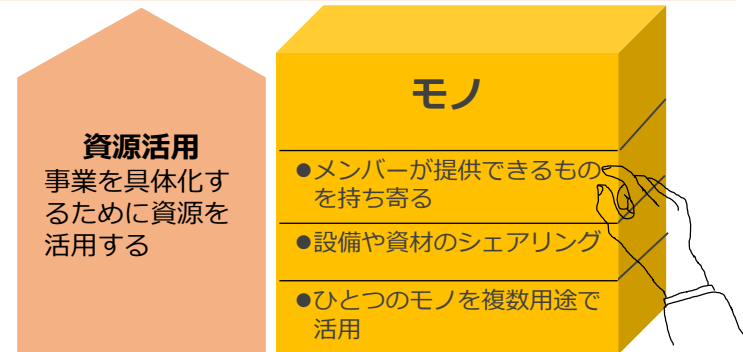 資源活用
事業を具体化す
るために資源を
活用する
モノ
●メンバーが提供できるもの
を持ち寄る
●設備や資材のシェアリング
●ひとつのモノを複数用途で
活用